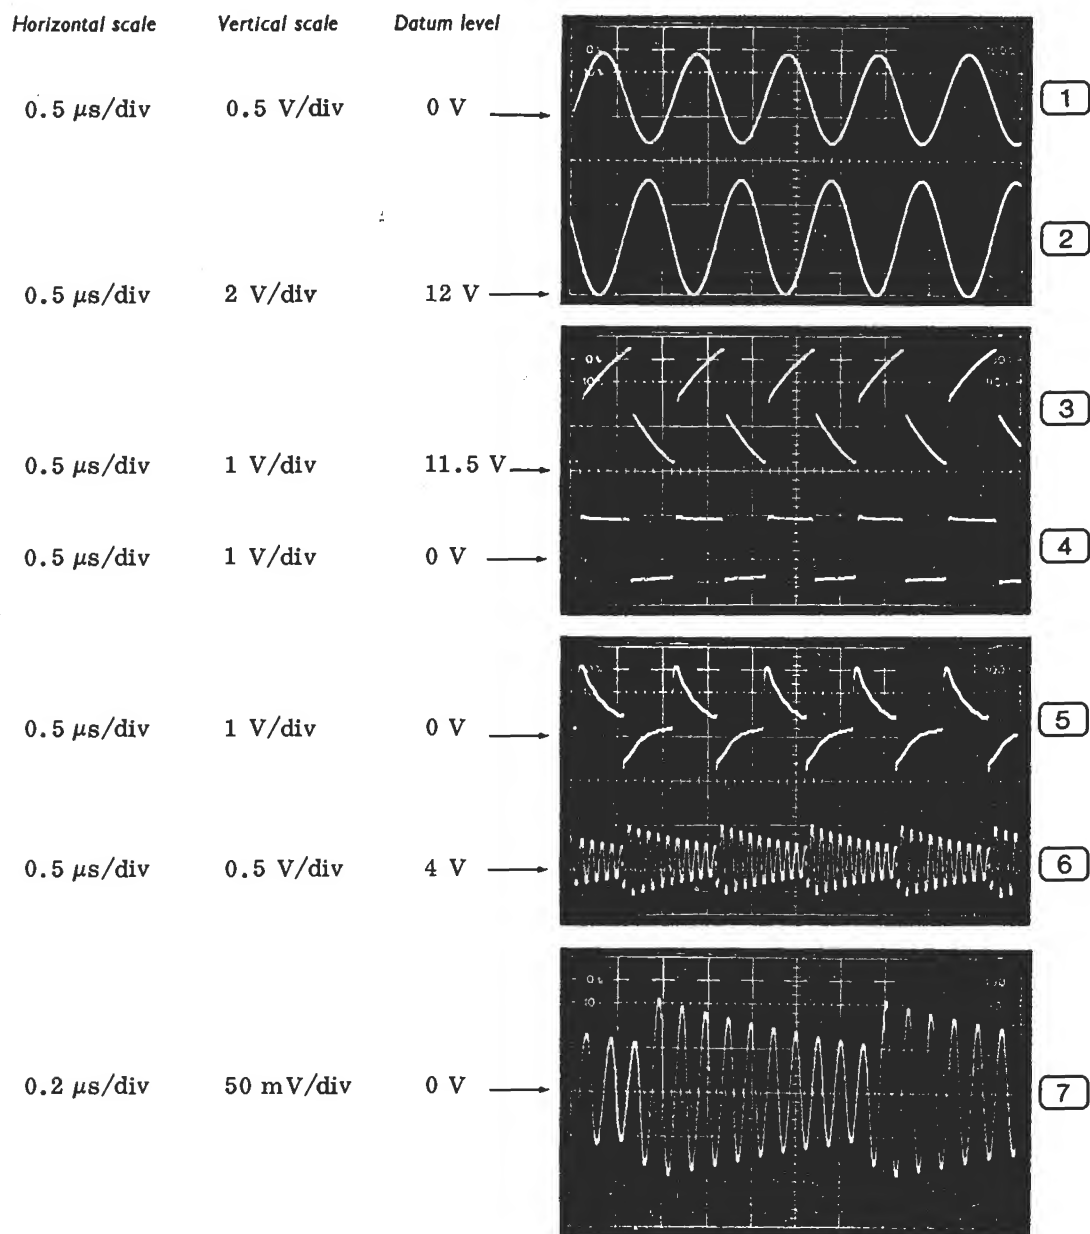 Horizontal scale Vertical scale Datum level
0.5 μs/div 0.5 V/div 0 V
1
2
0.5 μs/div 2 V/div 12 V
3
0.5 μs/div 1 V/div 11.5 V
0.5 μs/div 1 V/div 0 V
4
0.5 μs/div 1 V/div 0 V
5
0.5 μs/div 0.5 V/div 4 V
6
0.2 μs/div 50 mV/div 0 V
7